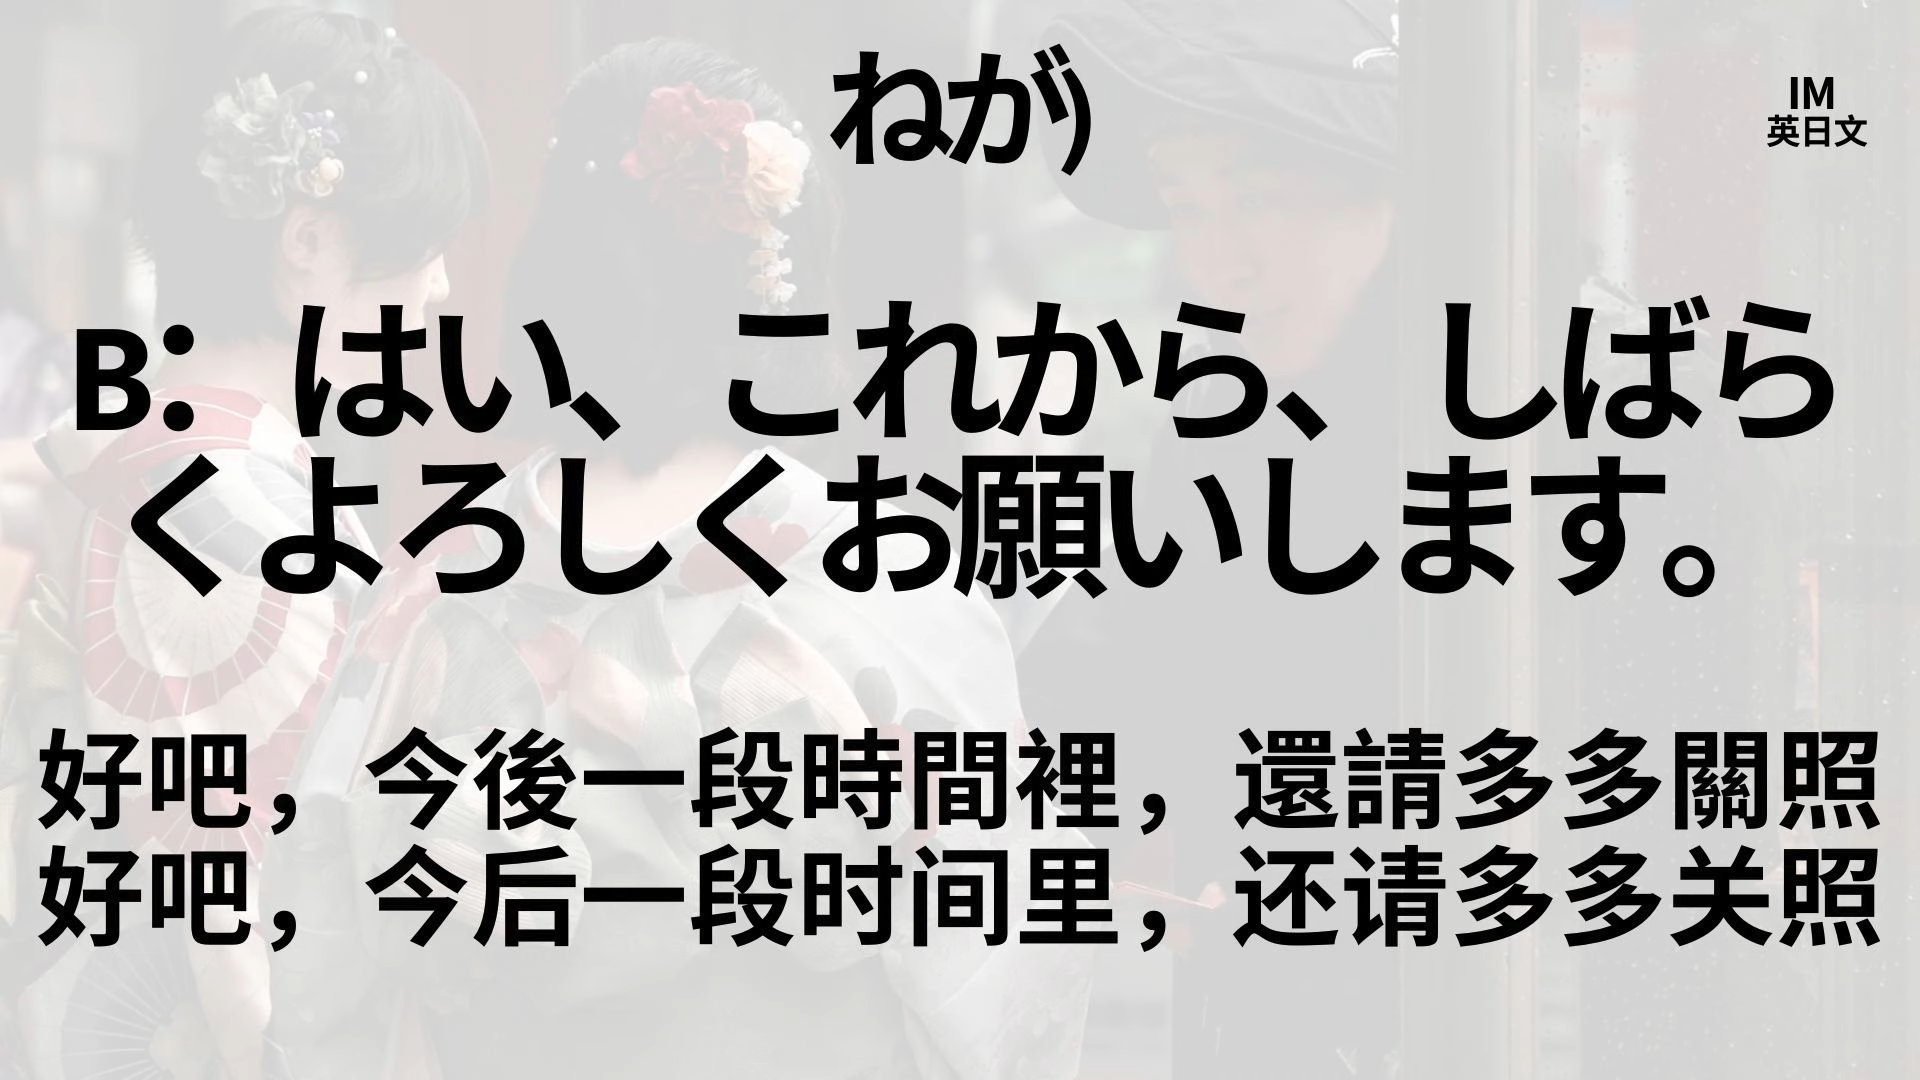 ねが)
IM
英日文
B：はい、これから、しばら
くよろしくお願いします。
好吧，今後一段時間裡，還請多多關照
好吧，今后一段时间里，还请多多关照